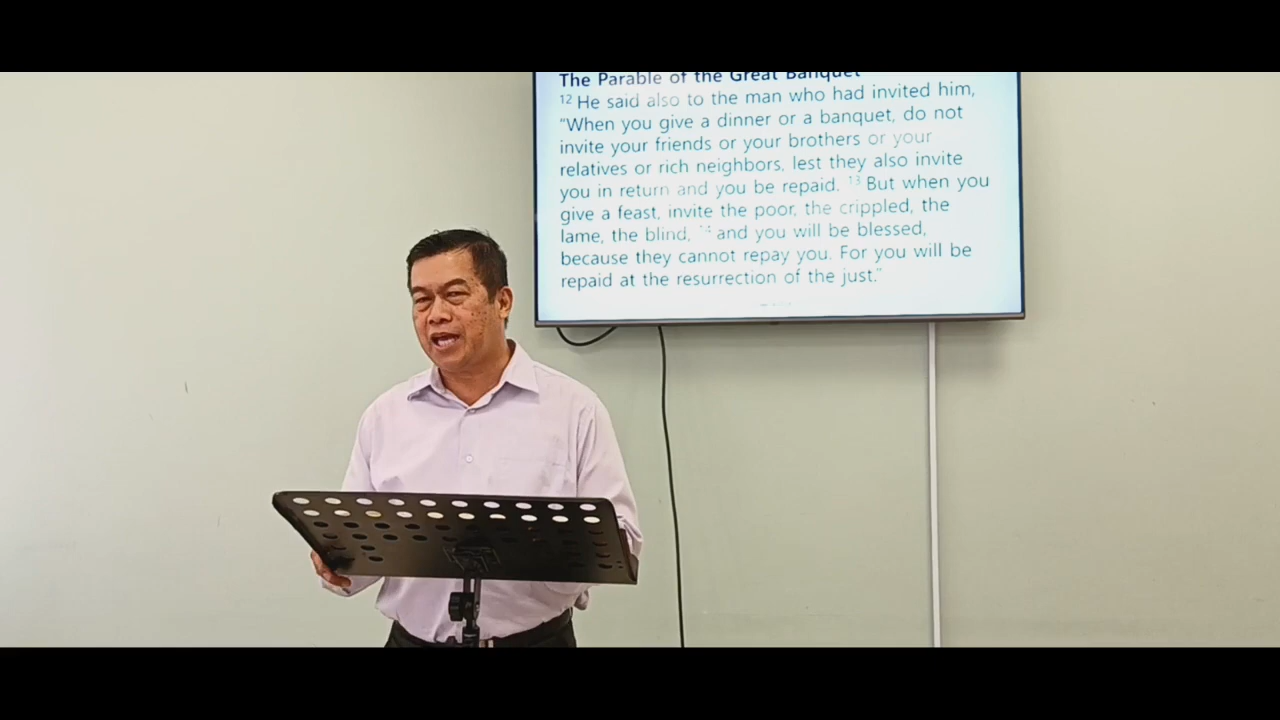 The Parable of the Great Banquet
12 He said also to the man who had invited him,
“When you give a dinner or a banquet, do not
invite your friends or your brothers or your
relatives or rich neighbors, lest they also invite
you in return and you be repaid. 13 But when you
give a feast, invite the poor, the crippled, the
lame, the blind, 14 and you will be blessed,
because they cannot repay you. For you will be
repaid at the resurrection of the just.”